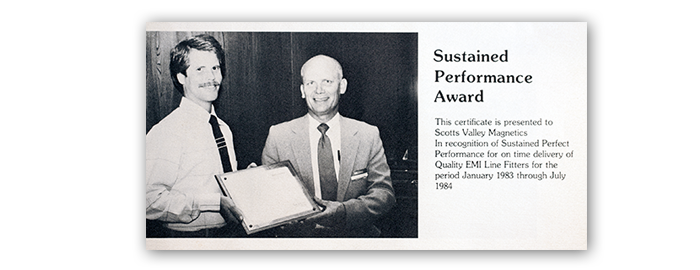 Sustained
Performance
Award
This certificate is presented to
Scotts Valley Magnetics
In recognition of Sustained Perfect
Performance for on time delivery of
Quality EMI Line Fitters for the
period January 1983 through July
1984